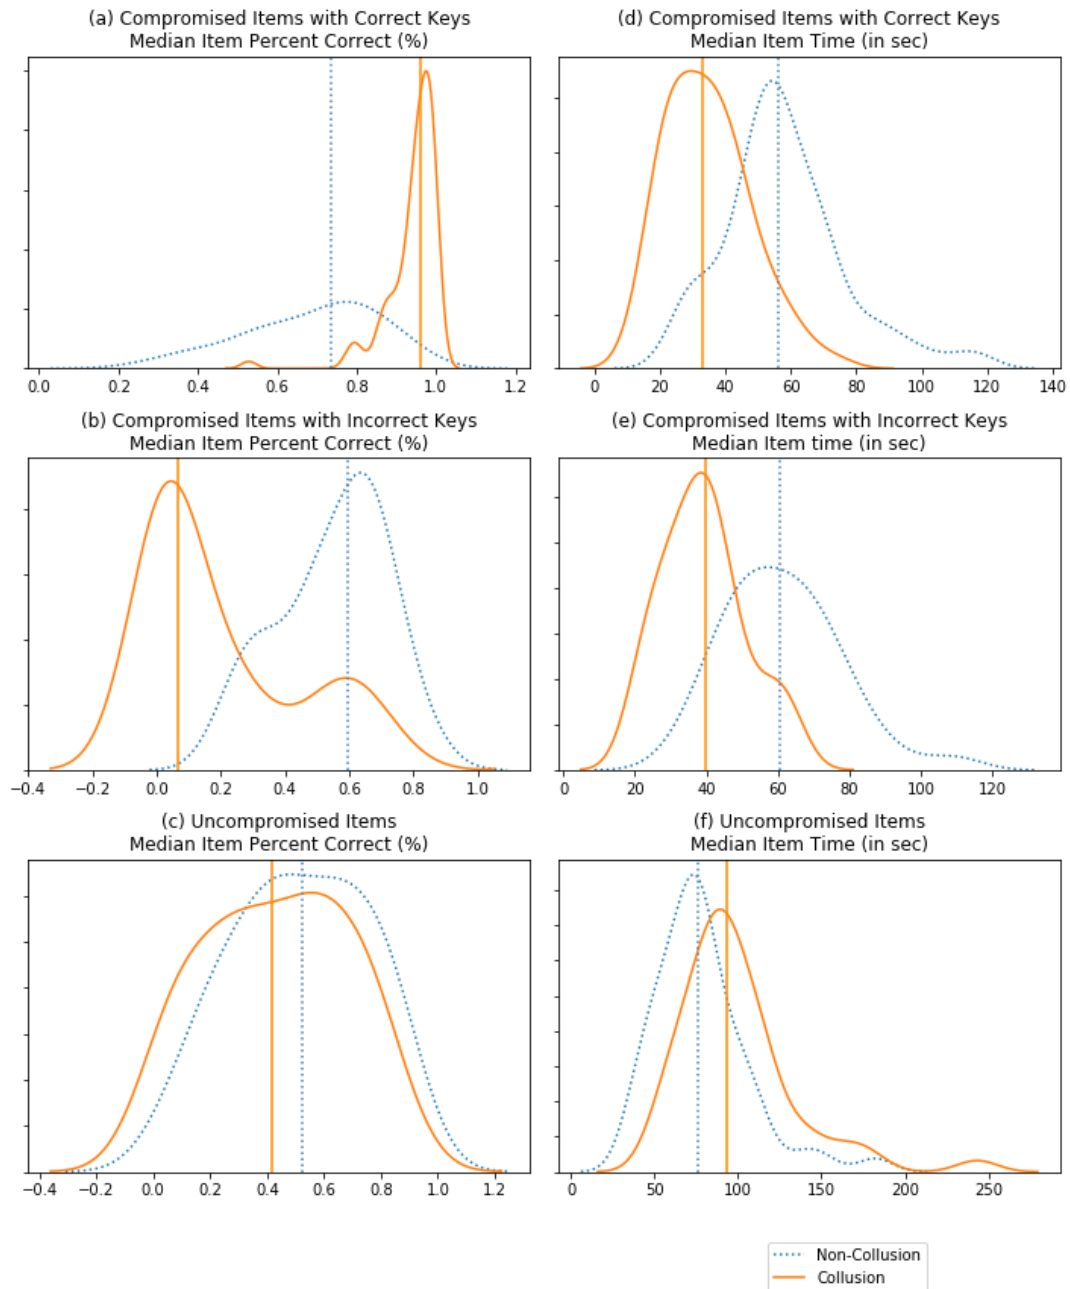 (a) Compromised Items with Correct Keys
Median Item Percent Correct (%)
0.0 0.2 0.4 0.6 0.8 1.0 1.2
(d) Compromised Items with Correct Keys
Median Item Time (in sec)
0 20 40 60 80 100 120 140
(b) Compromised Items with Incorrect Keys
Median Item Percent Correct (%)
−0.4 −0.2 0.0 0.2 0.4 0.6 0.8 1.0
(e) Compromised Items with Incorrect Keys
Median Item time (in sec)
0 20 40 60 80 100 120
(c) Uncompromised Items
Median Item Percent Correct (%)
−0.4 −0.2 0.0 0.2 0.4 0.6 0.8 1.0 1.2
(f) Uncompromised Items
Median Item Time (in sec)
0 50 100 150 200 250
Non-Collusion
Collusion